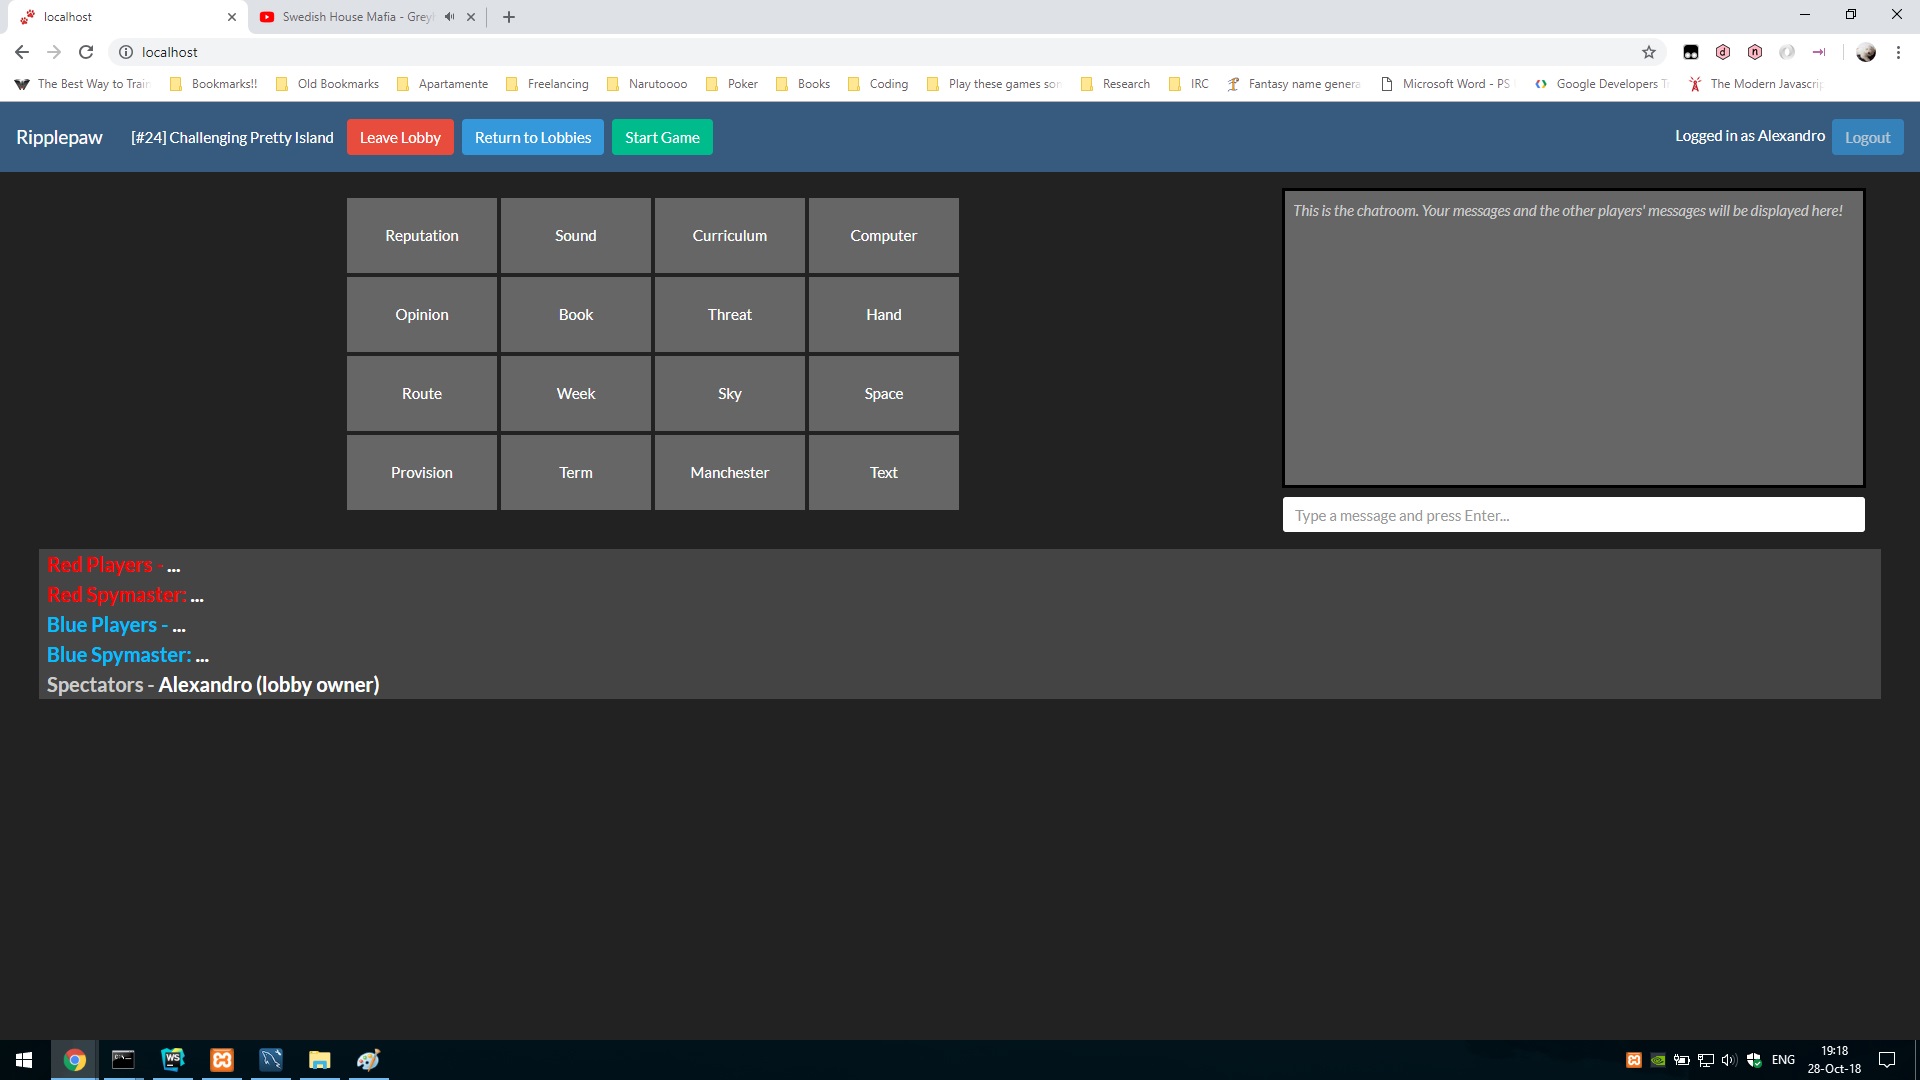 localhost
Swedish House Mafia - Grey
localhost
The Best Way to Train
Bookmarks!!
Old Bookmarks
Apartamente
Freelancing
Narutoooo
Poker
Books
Coding
Play these games son
Research
IRC
Fantasy name genera
Microsoft Word - PS
Google Developers T
The Modern Javascrip
Ripplepaw
[#24] Challenging Pretty Island
Leave Lobby
Return to Lobbies
Start Game
Logged in as Alexandro
Logout
Reputation Sound Curriculum Computer
Opinion Book Threat Hand
Route Week Sky Space
Provision Term Manchester Text
This is the chatroom. Your messages and the other players' messages will be displayed here!
Type a message and press Enter...
Red Players - ...
Red Spymaster: ...
Blue Players - ...
Blue Spymaster: ...
Spectators - Alexandro (lobby owner)
WS
ENG
19:18
28-Oct-18